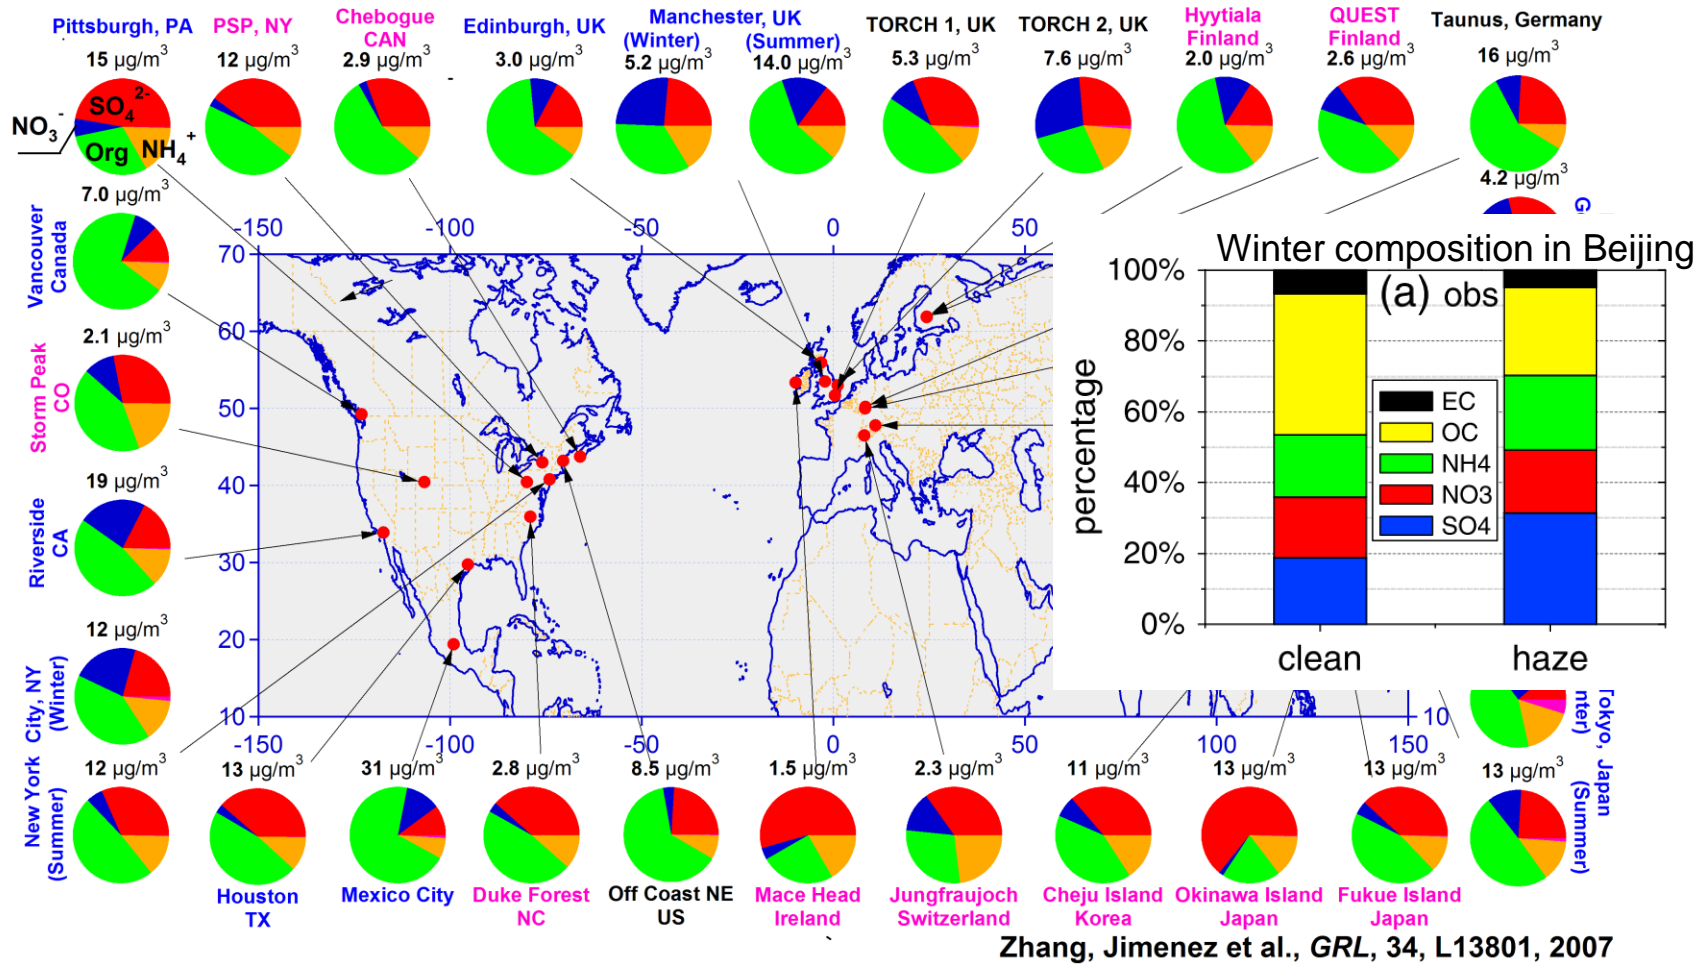 Pittsburgh, PA
15 µg/m³
SO₄²⁻
NO₃⁻
Org
NH₄⁺
PSP, NY
12 µg/m³
Chebogue
CAN
2.9 µg/m³
Edinburgh, UK
3.0 µg/m³
Manchester, UK
(Winter)
5.2 µg/m³
(Summer)
14.0 µg/m³
TORCH 1, UK
5.3 µg/m³
TORCH 2, UK
7.6 µg/m³
Hyytiala
Finland
2.0 µg/m³
QUEST
Finland
2.6 µg/m³
Taunus, Germany
16 µg/m³
4.2 µg/m³
G
Vancouver
Canada
7.0 µg/m³
Storm Peak
CO
2.1 µg/m³
Riverside
CA
19 µg/m³
12 µg/m³
New York City, NY
(Winter)
(Summer)
12 µg/m³
-150
-100
-50
0
50
70
60
50
40
30
20
10
-150
-100
-50
0
50
100
150
10
Winter composition in Beijing
(a) obs
percentage
100%
80%
60%
40%
20%
0%
EC
OC
NH4
NO3
SO4
clean
haze
13 µg/m³
Houston
TX
31 µg/m³
Mexico City
2.8 µg/m³
Duke Forest
NC
8.5 µg/m³
Off Coast NE
US
1.5 µg/m³
Mace Head
Ireland
2.3 µg/m³
Jungfraujoch
Switzerland
11 µg/m³
Cheju Island
Korea
13 µg/m³
Okinawa Island
Japan
13 µg/m³
Fukue Island
Japan
13 µg/m³
Tokyo, Japan
nter)
(Summer)
Zhang, Jimenez et al., GRL, 34, L13801, 2007